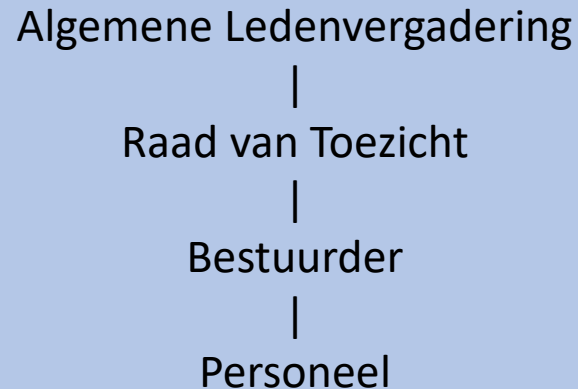 Algemene Ledenvergadering
|
Raad van Toezicht
|
Bestuurder
|
Personeel